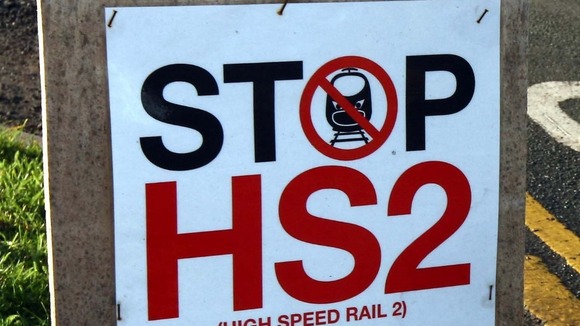 STOP
HS2
(HIGH SPEED RAIL 2)